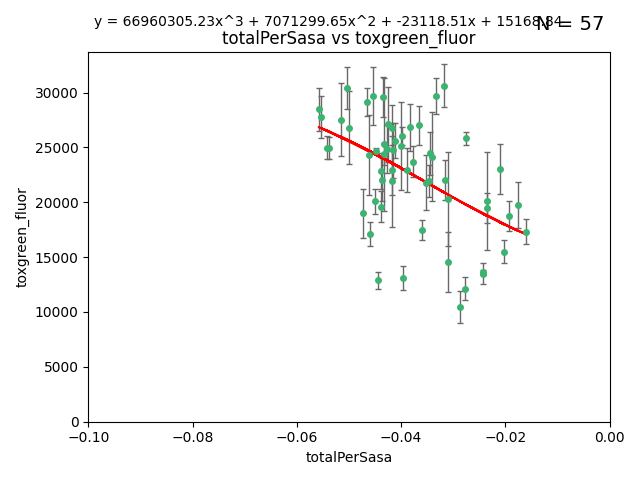 y = 66960305.23x^3 + 7071299.65x^2 + -23118.51x + 15168.84
N = 57
totalPerSasa vs toxgreen_fluor
toxgreen_fluor
30000
25000
20000
15000
10000
5000
0
−0.10
−0.08
−0.06
−0.04
−0.02
0.00
totalPerSasa